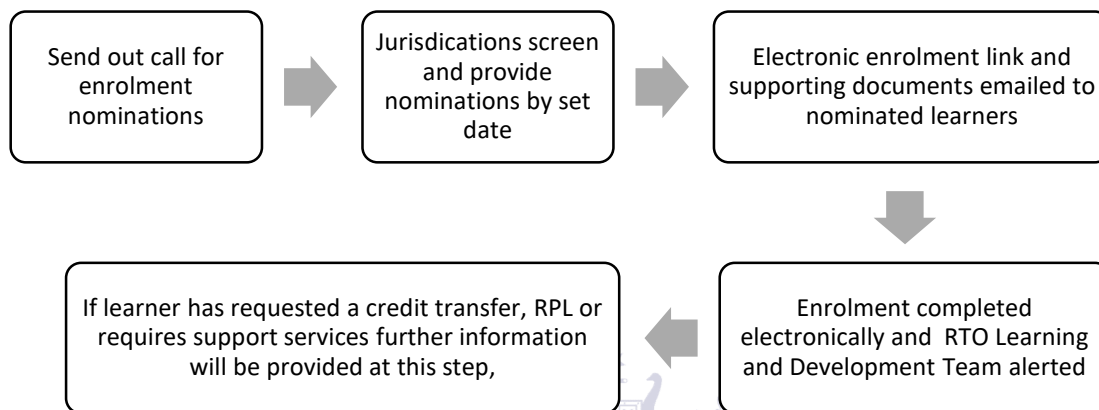 Send out call for
enrolment
nominations
Jurisdications screen
and provide
nominations by set
date
Electronic enrolment link and
supporting documents emailed to
nominated learners
Enrolment completed
electronically and RTO Learning
and Development Team alerted
If learner has requested a credit transfer, RPL or
requires support services further information
will be provided at this step,